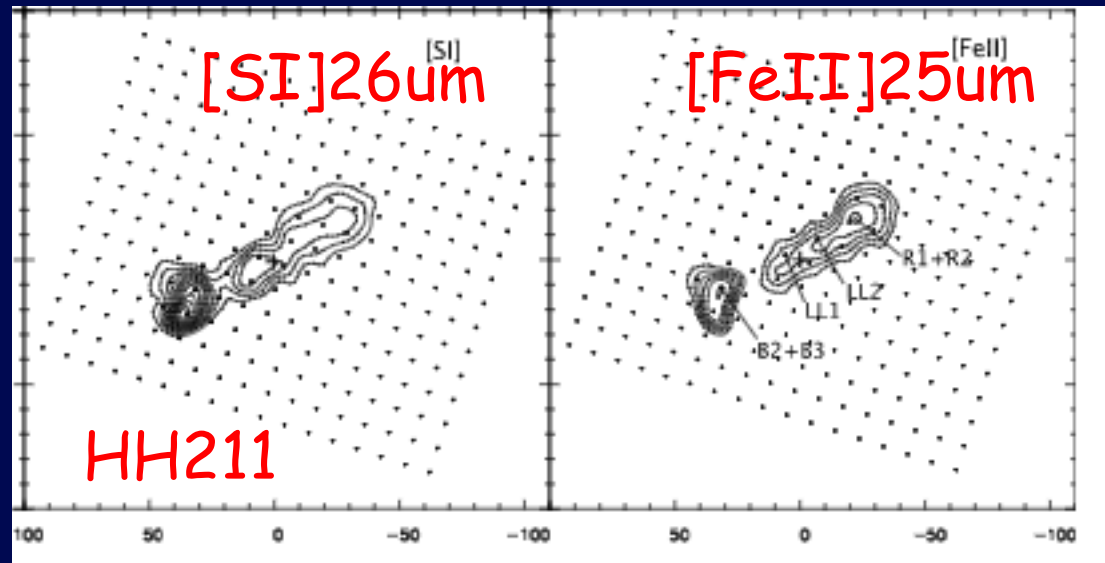 [SI]
[SI]26um
[FeII]
[FeII]25um
R1+R2
LL2
LL1
B2+B3
HH211
100 50 0 -50 -100
50 0 -50 -100